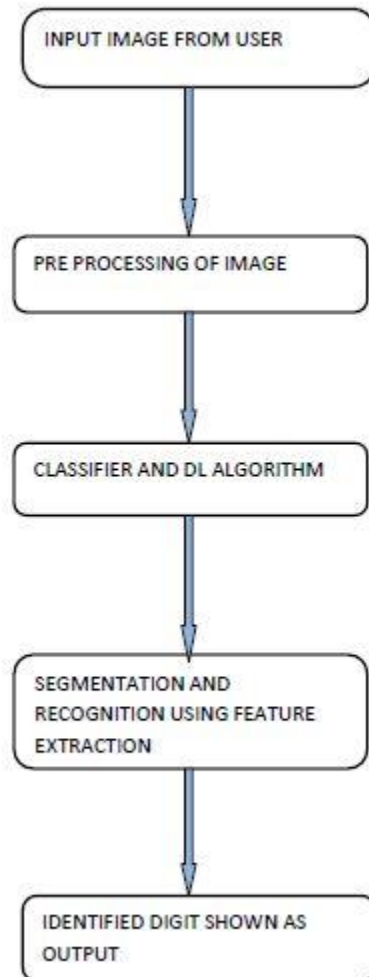 INPUT IMAGE FROM USER
PRE PROCESSING OF IMAGE
CLASSIFIER AND DL ALGORITHM
SEGMENTATION AND
RECOGNITION USING FEATURE
EXTRACTION
IDENTIFIED DIGIT SHOWN AS
OUTPUT